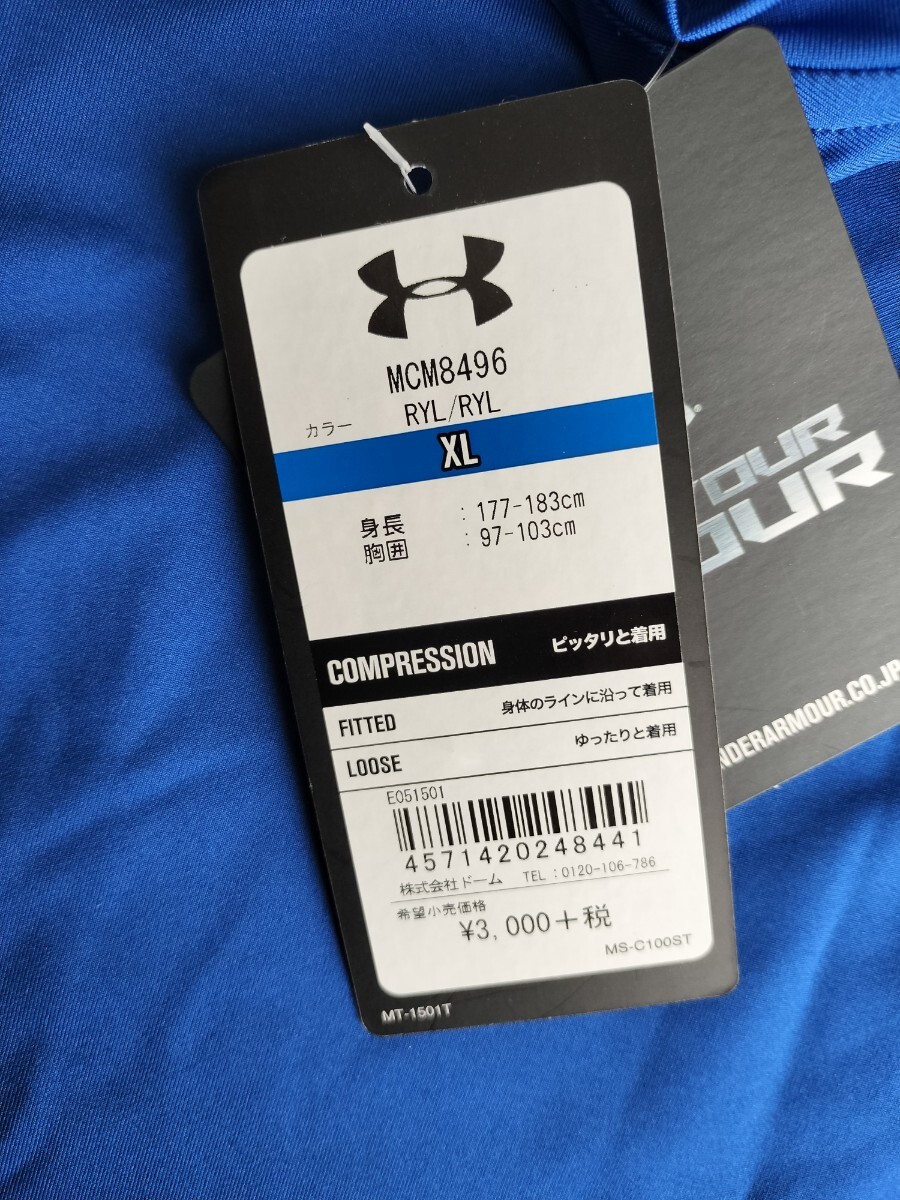 MCM8496
カラー RYL/RYL
XL
身長 : 177-183cm
胸囲 : 97-103cm
COMPRESSION ピッタリと着用
FITTED 身体のラインに沿って着用
LOOSE ゆったりと着用
E051501
4571420248441
株式会社ドーム TEL:0120-106-786
希望小売価格
¥3,000+税
MS-C100ST
MT-1501T
OUR
OUR
NDERARMOUR.CO.JP